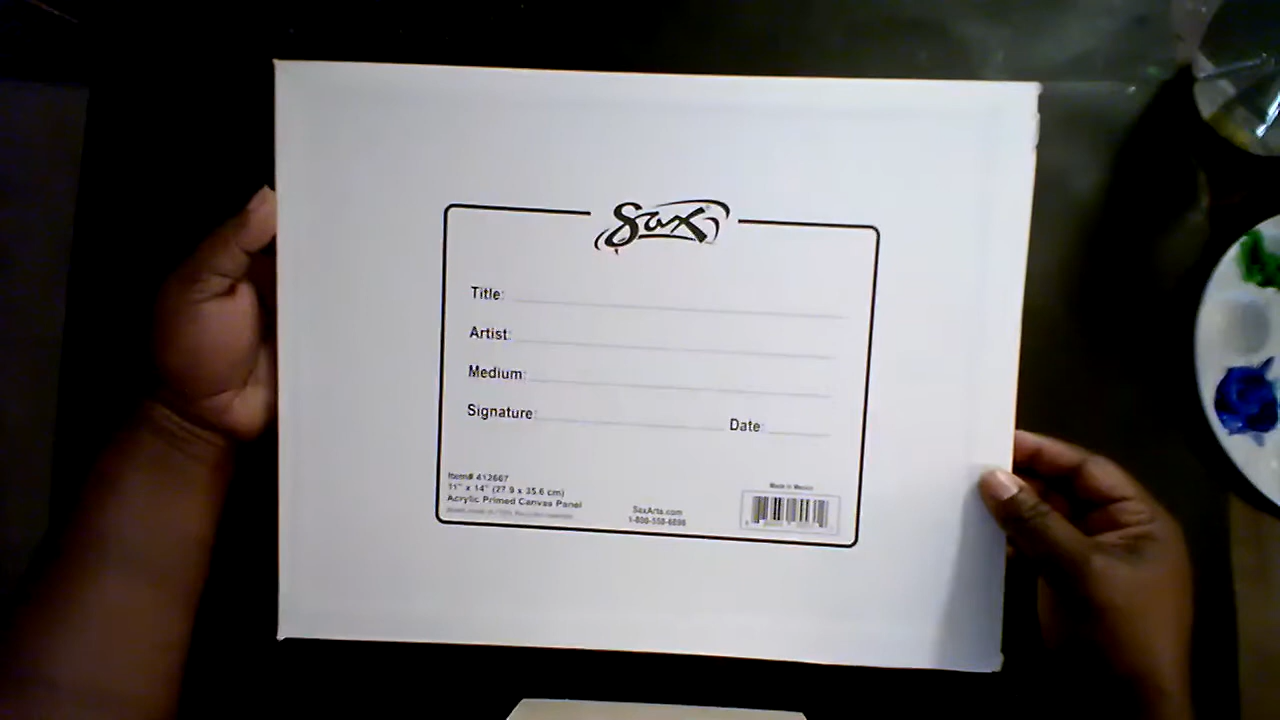 Sax
Title:
Artist:
Medium:
Signature: Date:
Item# 412667
11" x 14" (27.9 x 35.6 cm)
Acrylic Primed Canvas Panel
SaxArts.com
Made in Mexico